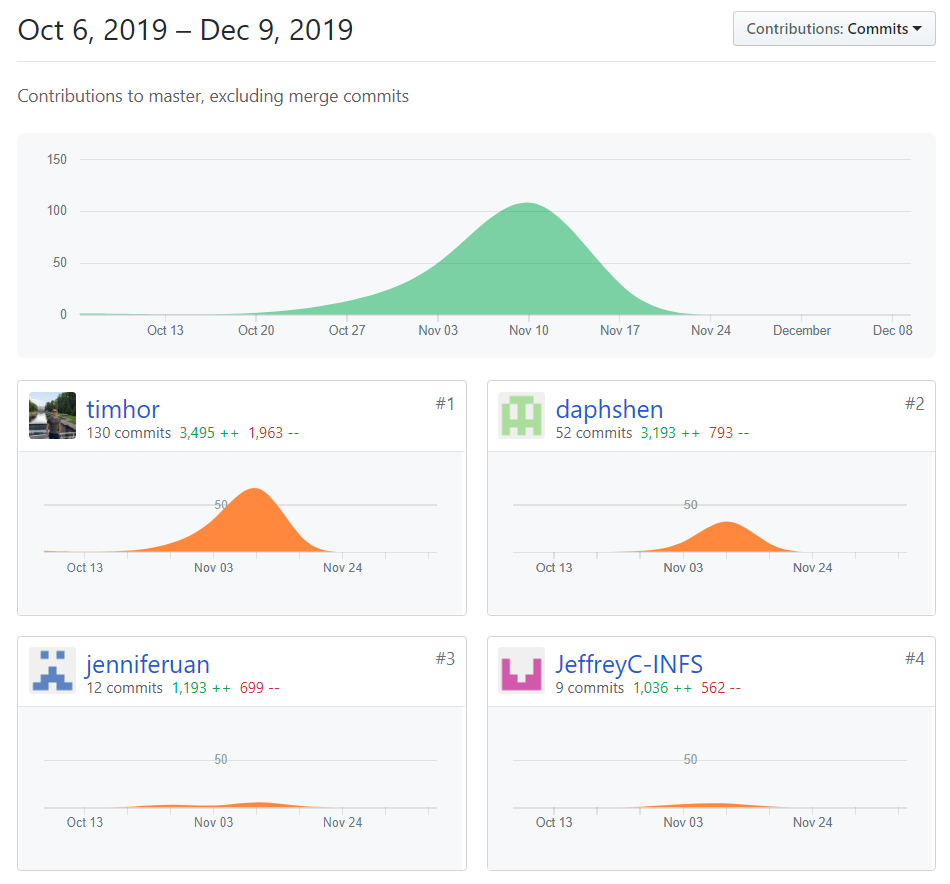 Oct 6, 2019 – Dec 9, 2019
Contributions: Commits
Contributions to master, excluding merge commits
150
100
50
0
Oct 13 Oct 20 Oct 27 Nov 03 Nov 10 Nov 17 Nov 24 December Dec 08
timhor #1
130 commits 3,495 ++ 1,963 --
50
Oct 13 Nov 03 Nov 24
daphshen #2
52 commits 3,193 ++ 793 --
50
Oct 13 Nov 03 Nov 24
jenniferuan #3
12 commits 1,193 ++ 699 --
50
Oct 13 Nov 03 Nov 24
JeffreyC-INFS #4
9 commits 1,036 ++ 562 --
50
Oct 13 Nov 03 Nov 24